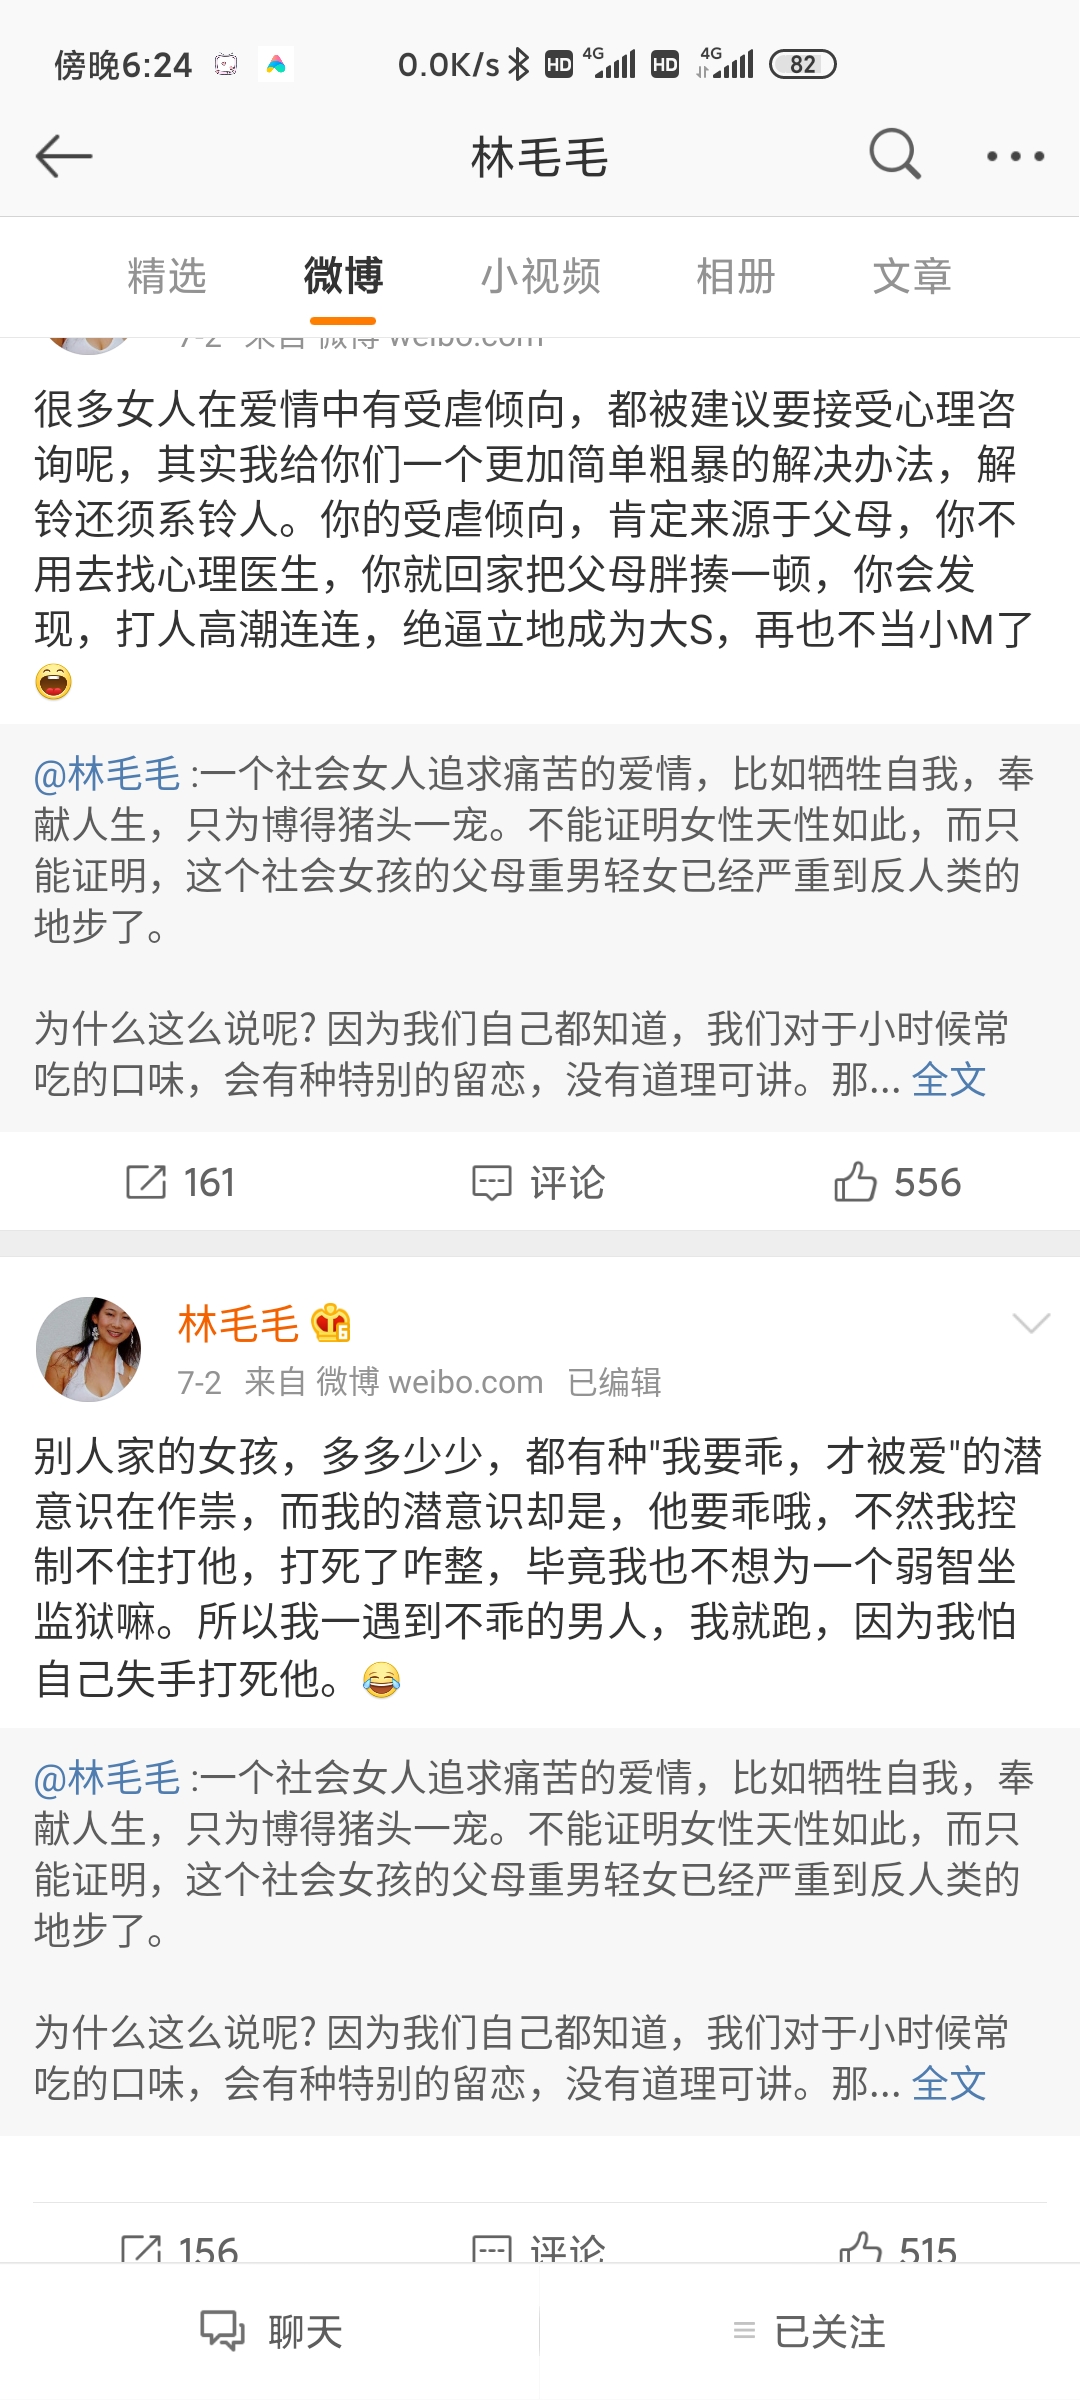 傍晚6:24 0.0K/s HD 4G HD 4G 82
林毛毛
精选 微博 小视频 相册 文章
7-2 来自 微博 weibo.com
很多女人在爱情中有受虐倾向，都被建议要接受心理咨
询呢，其实我给你们一个更加简单粗暴的解决办法，解
铃还须系铃人。你的受虐倾向，肯定来源于父母，你不
用去找心理医生，你就回家把父母胖揍一顿，你会发
现，打人高潮连连，绝逼立地成为大S，再也不当小M了
@林毛毛:一个社会女人追求痛苦的爱情，比如牺牲自我，奉
献人生，只为博得猪头一宠。不能证明女性天性如此，而只
能证明，这个社会女孩的父母重男轻女已经严重到反人类的
地步了。
为什么这么说呢? 因为我们自己都知道，我们对于小时候常
吃的口味，会有种特别的留恋，没有道理可讲。那... 全文
161 评论 556
林毛毛 6
7-2 来自 微博 weibo.com 已编辑
别人家的女孩，多多少少，都有种"我要乖，才被爱"的潜
意识在作祟，而我的潜意识却是，他要乖哦，不然我控
制不住打他，打死了咋整，毕竟我也不想为一个弱智坐
监狱嘛。所以我一遇到不乖的男人，我就跑，因为我怕
自己失手打死他。
@林毛毛:一个社会女人追求痛苦的爱情，比如牺牲自我，奉
献人生，只为博得猪头一宠。不能证明女性天性如此，而只
能证明，这个社会女孩的父母重男轻女已经严重到反人类的
地步了。
为什么这么说呢? 因为我们自己都知道，我们对于小时候常
吃的口味，会有种特别的留恋，没有道理可讲。那... 全文
156 评论 515
聊天 已关注